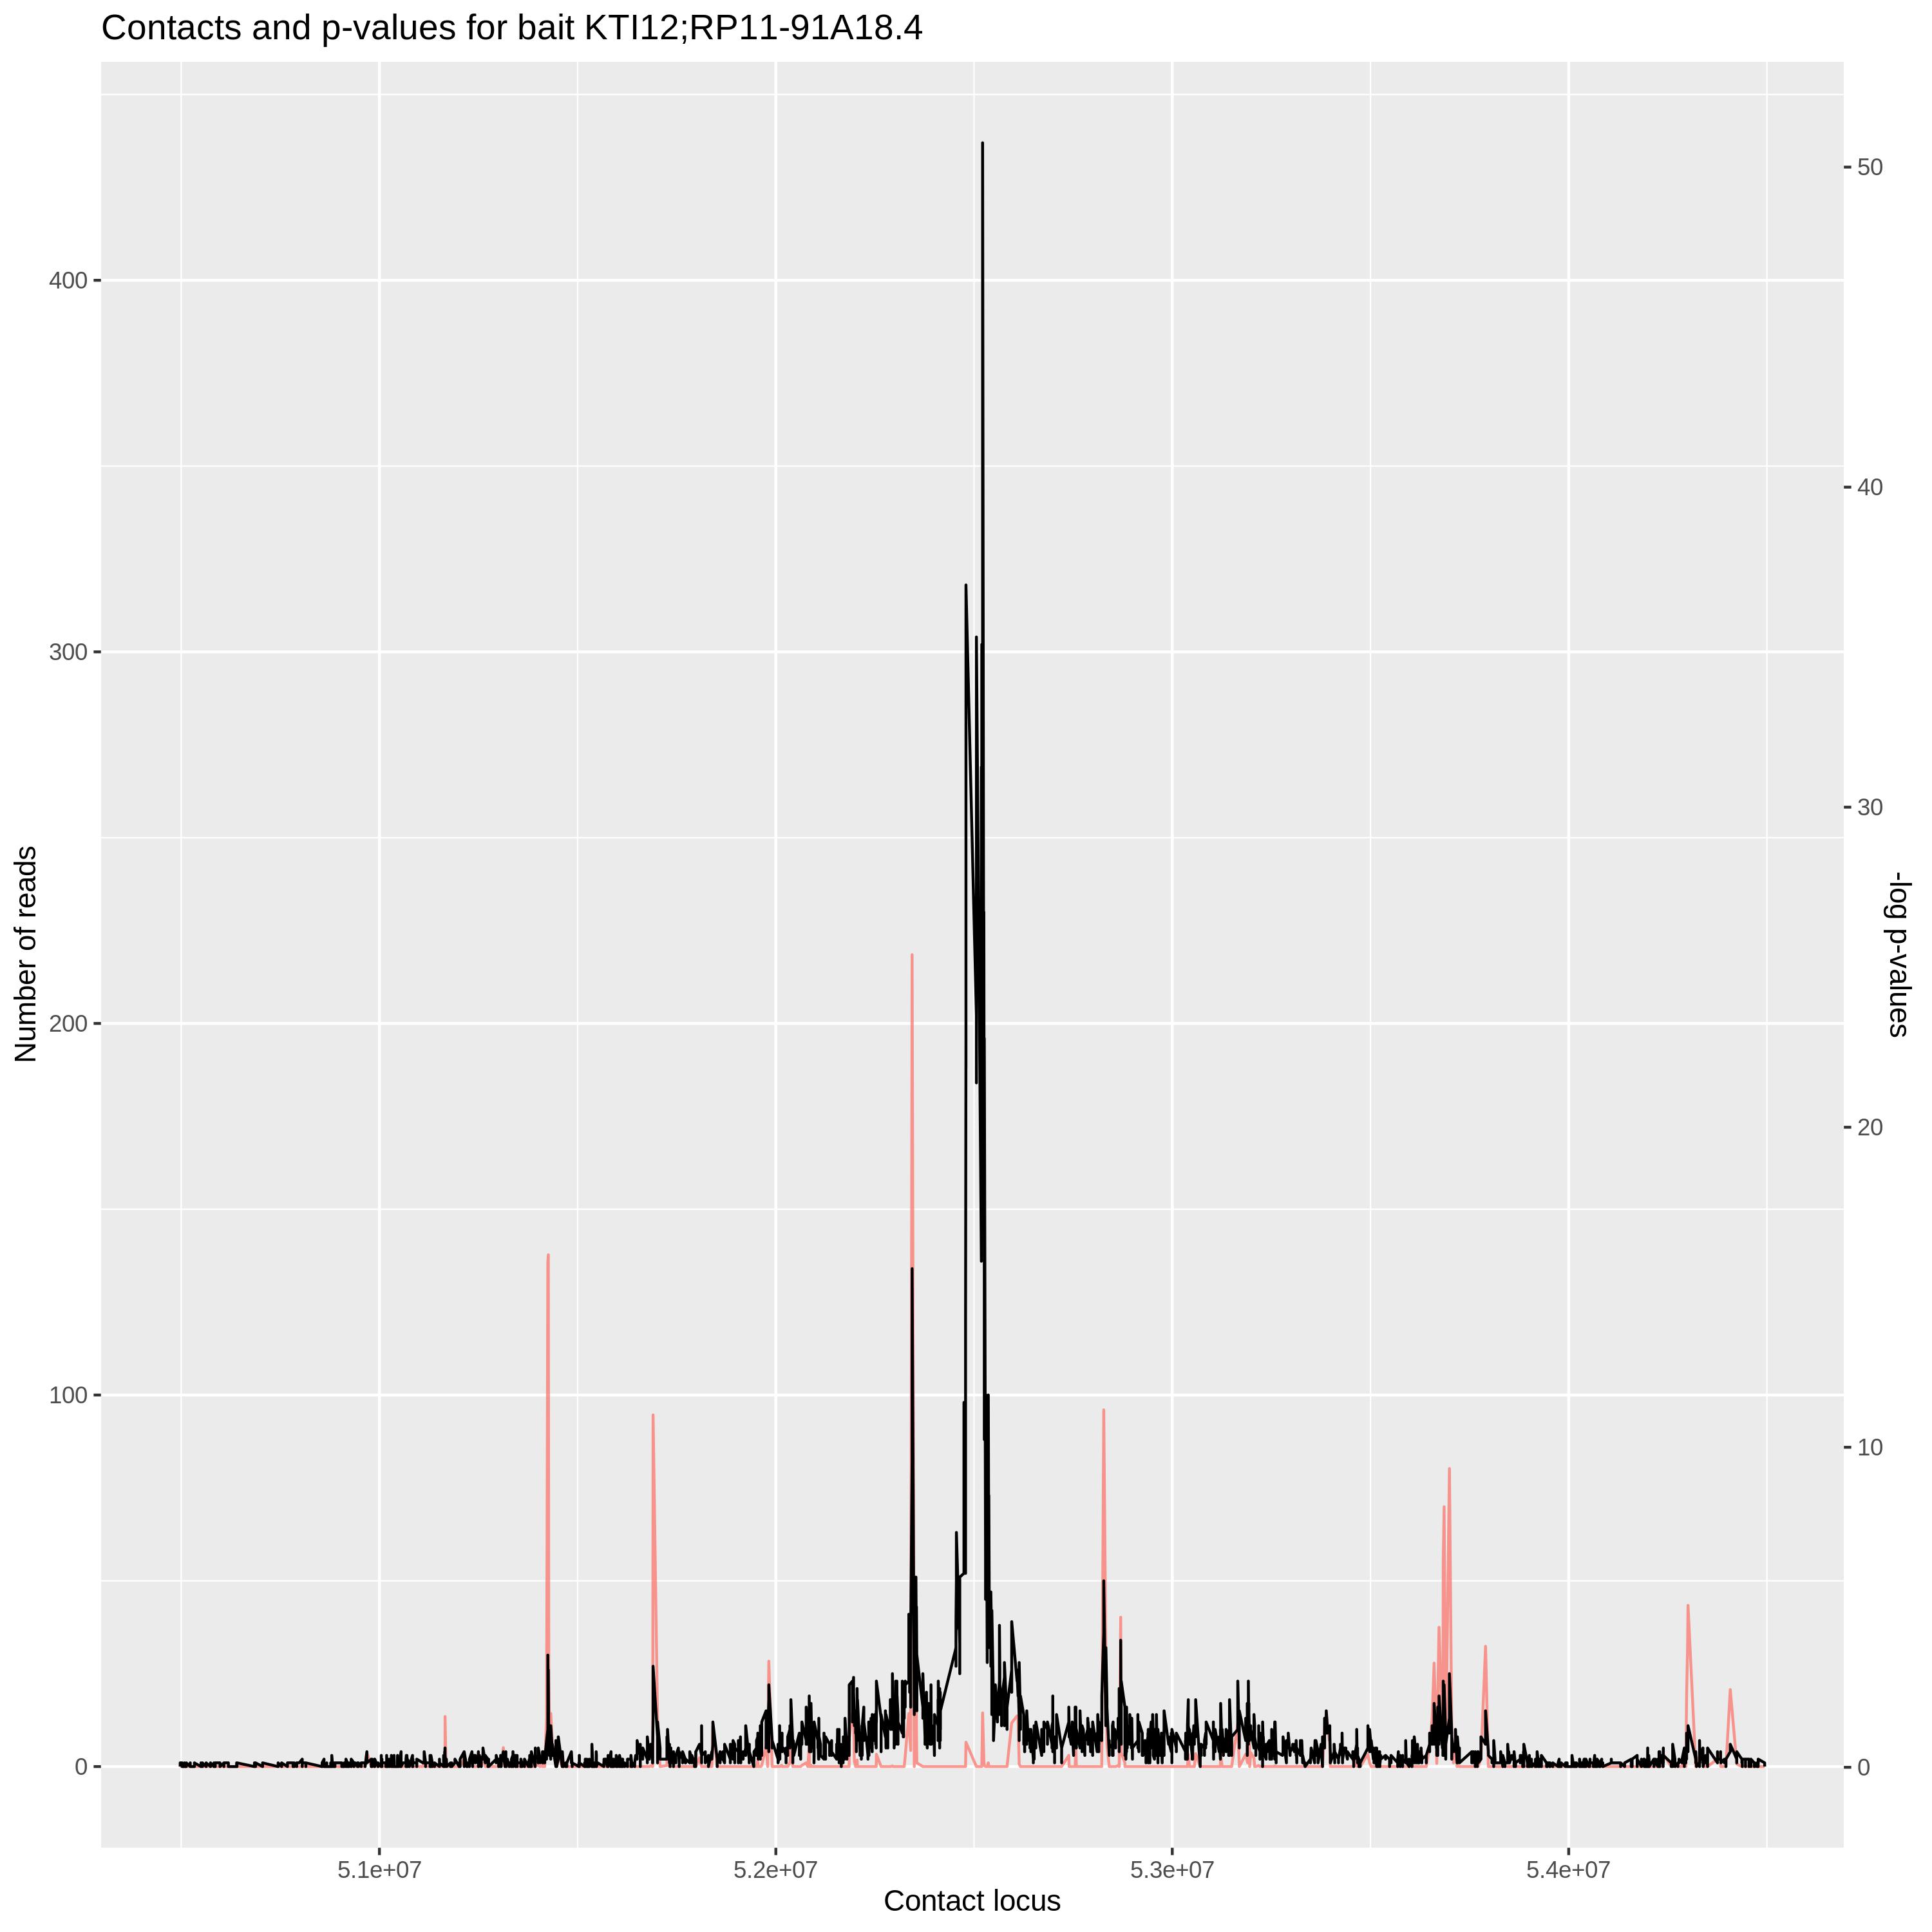 Contacts and p-values for bait KTI12;RP11-91A18.4
Number of reads
400
300
200
100
0
50
40
30
20
10
0
-log p-values
5.1e+07 5.2e+07 5.3e+07 5.4e+07
Contact locus